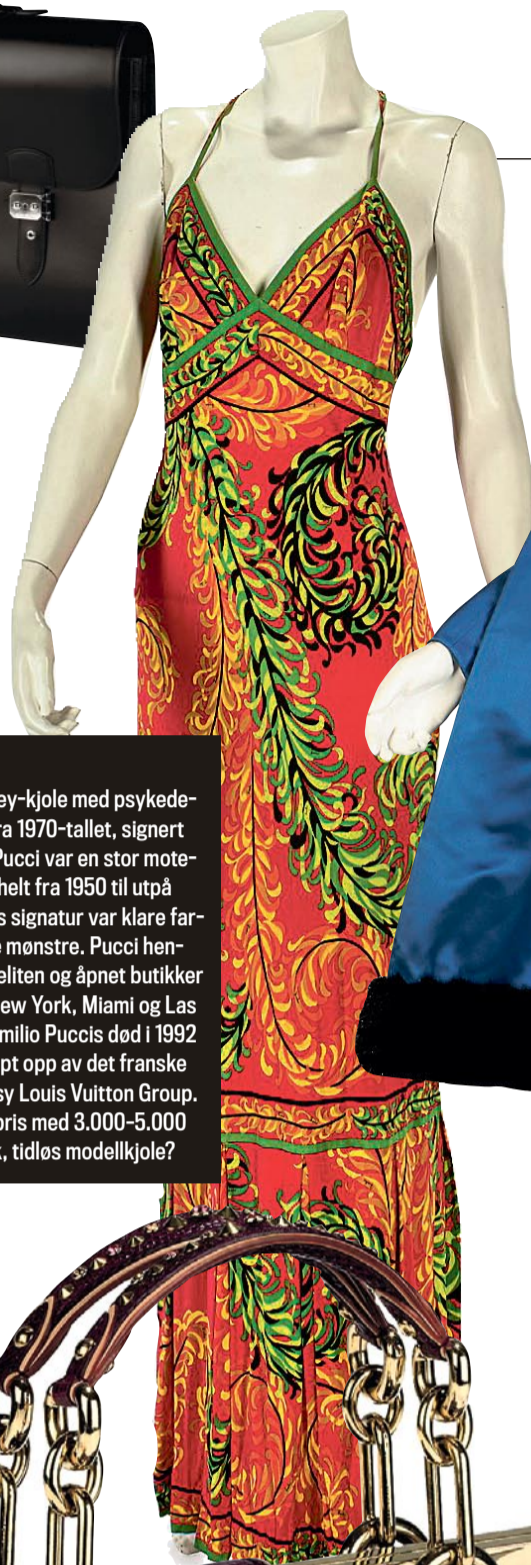 ey-kjole med psykede-
ra 1970-tallet, signert
Pucci var en stor mote-
helt fra 1950 til utpå
s signatur var klare far-
e mønstre. Pucci hen-
eliten og åpnet butikker
ew York, Miami og Las
milio Puccis død i 1992
pt opp av det franske
sy Louis Vuitton Group.
pris med 3.000–5.000
k, tidløs modellkjole?